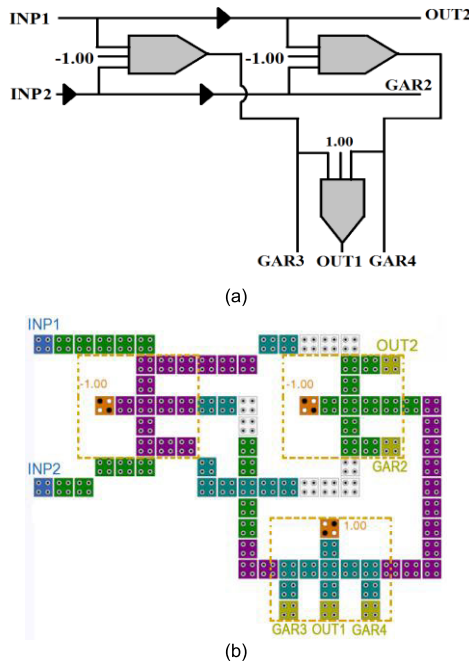 INP1
OUT2
-1.00
-1.00
INP2
GAR2
1.00
GAR3 OUT1 GAR4
(a)
INP1
OUT2
-1.00
-1.00
INP2
GAR2
1.00
GAR3 OUT1 GAR4
(b)